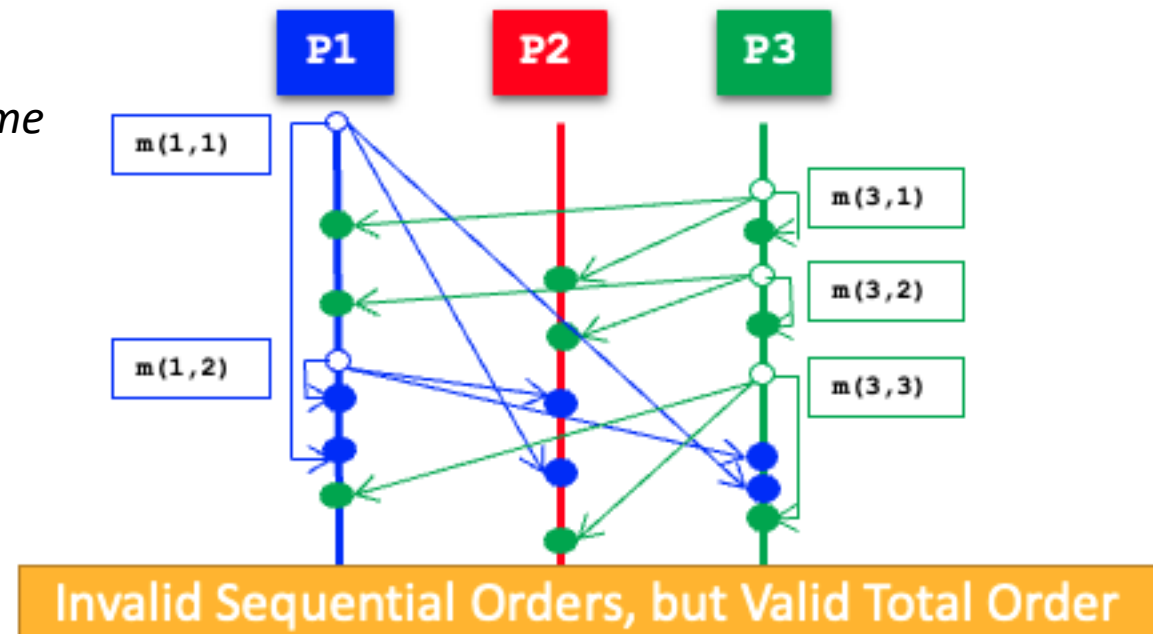 P1 P2 P3
me
m(1,1)
m(3,1)
m(3,2)
m(1,2)
m(3,3)
Invalid Sequential Orders, but Valid Total Order